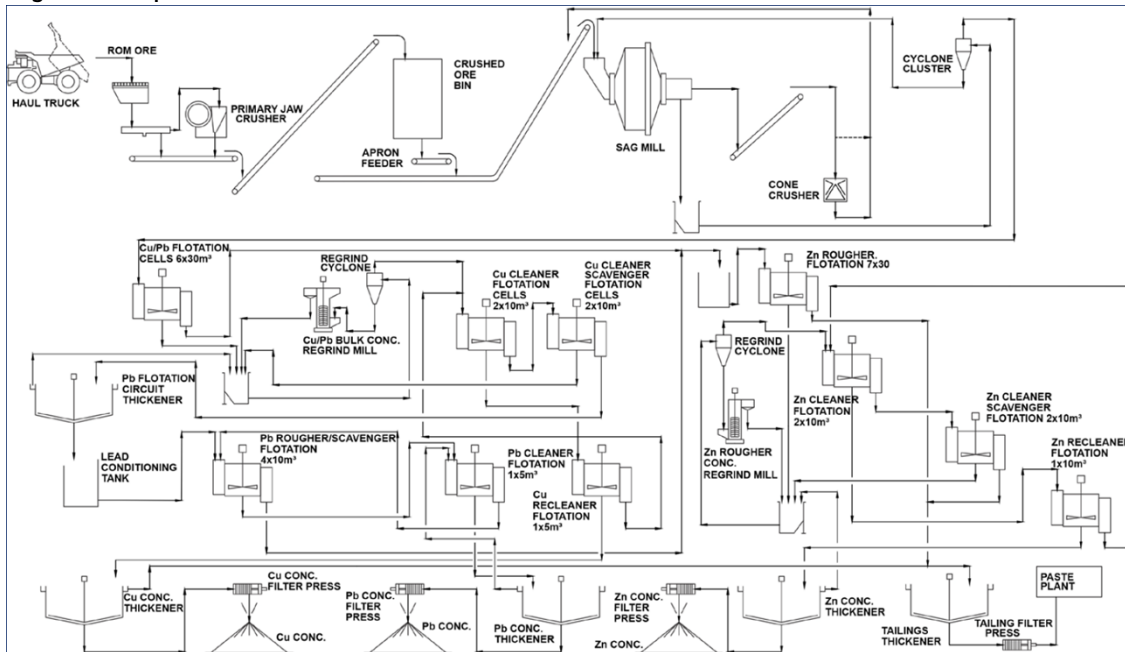 ROM ORE
HAUL TRUCK
PRIMARY JAW
CRUSHER
CRUSHED
ORE
BIN
APRON
FEEDER
SAG MILL
CONE
CRUSHER
CYCLONE
CLUSTER
Cu/Pb FLOTATION
CELLS 6x30m³
REGRIND
CYCLONE
Cu/Pb BULK CONC.
REGRIND MILL
Cu CLEANER
FLOTATION
CELLS
2x10m³
Cu CLEANER
SCAVENGER
FLOTATION
CELLS
2x10m³
Zn ROUGHER.
FLOTATION 7x30
REGRIND
CYCLONE
Zn CLEANER
FLOTATION
2x10m³
Zn CLEANER
SCAVENGER
FLOTATION 2x10m³
Zn ROUGHER
CONC.
REGRIND MILL
Zn RECLEANER
FLOTATION
1x10m³
Pb FLOTATION
CIRCUIT
THICKENER
LEAD
CONDITIONING
TANK
Pb ROUGHER/SCAVENGER
FLOTATION
4x10m³
Pb CLEANER
FLOTATION
1x5m³
Cu
RECLEANER
FLOTATION
1x5m³
Cu CONC.
THICKENER
Cu CONC.
FILTER PRESS
Cu CONC.
Pb CONC.
FILTER
PRESS
Pb CONC.
Pb CONC.
THICKENER
Zn CONC.
FILTER
PRESS
Zn CONC.
Zn CONC.
THICKENER
TAILINGS
THICKENER
TAILING FILTER
PRESS
PASTE
PLANT